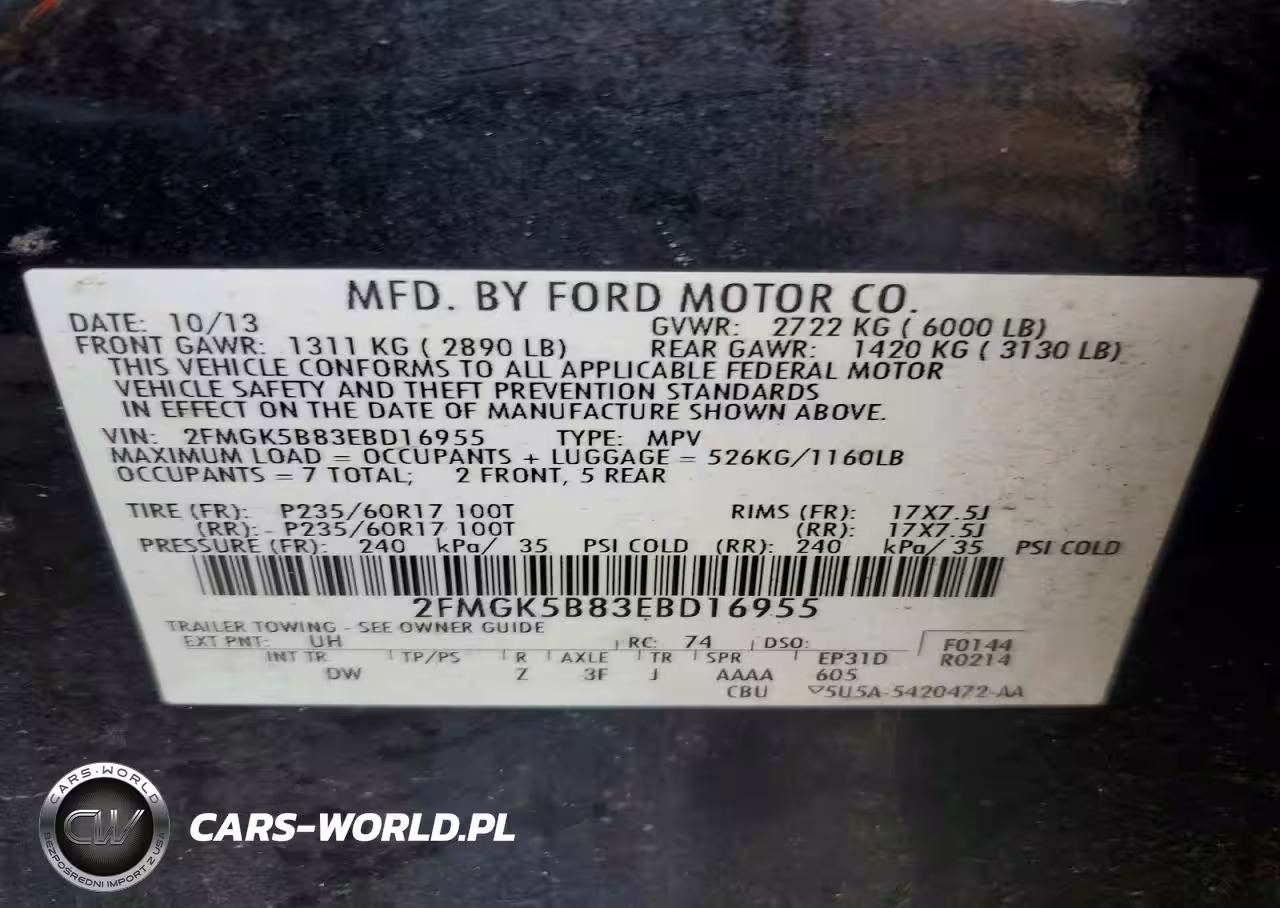 MFD. BY FORD MOTOR CO.
DATE: 10/13 GVWR: 2722 KG ( 6000 LB)
FRONT GAWR: 1311 KG ( 2890 LB) REAR GAWR: 1420 KG ( 3130 LB)
THIS VEHICLE CONFORMS TO ALL APPLICABLE FEDERAL MOTOR
VEHICLE SAFETY AND THEFT PREVENTION STANDARDS
IN EFFECT ON THE DATE OF MANUFACTURE SHOWN ABOVE.
VIN: 2FMGK5B83EBD16955 TYPE: MPV
MAXIMUM LOAD = OCCUPANTS + LUGGAGE = 526KG/1160LB
OCCUPANTS = 7 TOTAL; 2 FRONT, 5 REAR
TIRE (FR): P235/60R17 100T RIMS (FR): 17X7.5J
(RR): P235/60R17 100T (RR): 17X7.5J
PRESSURE (FR): 240 kPa/ 35 PSI COLD (RR): 240 kPa/ 35 PSI COLD
2FMGK5B83EBD16955
TRAILER TOWING - SEE OWNER GUIDE
EXT PNT: UH RC: 74 DSO: F0144
INT TR TP/PS R AXLE TR SPR EP31D R0214
DW Z 3F J AAAA 605
CBU 5U5A-5420472-AA
CARS-WORLD
CW
BEZPOŚREDNI IMPORT Z USA
CARS-WORLD.PL